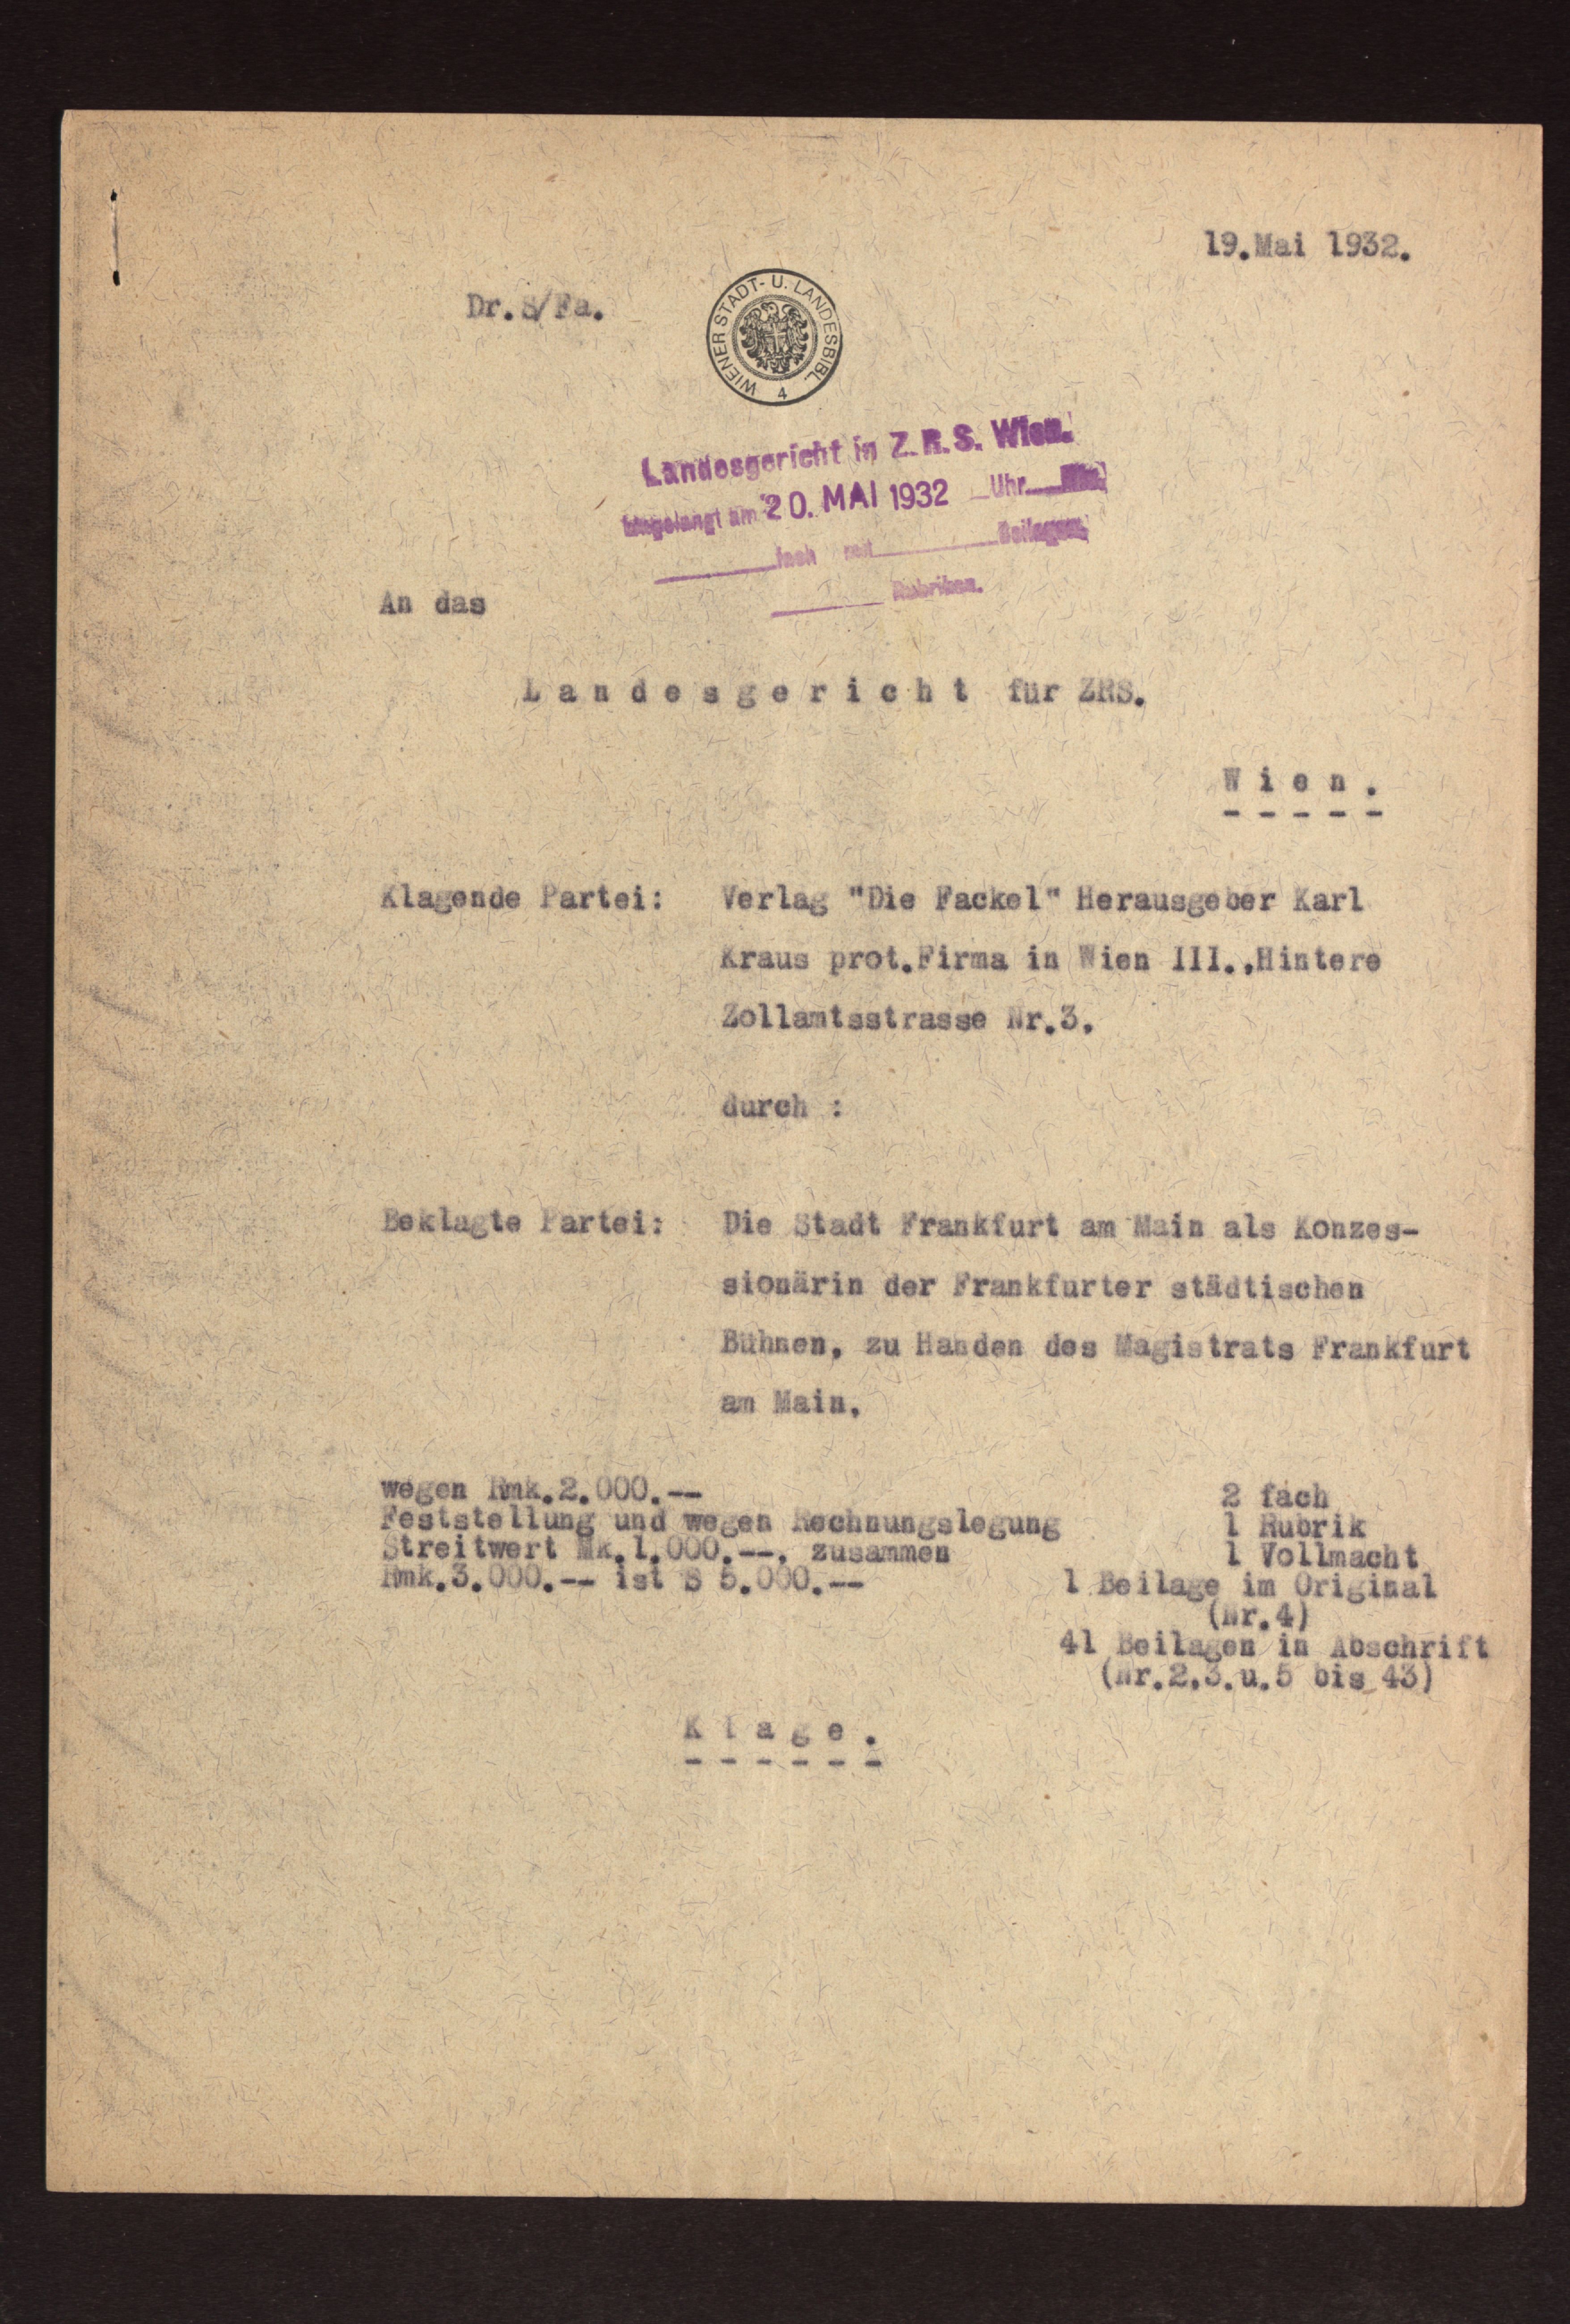 19.Mai 1932.
Dr.S/Fa.
WIENER STADT- U. LANDESBIBL.
4
Landesgericht in Z. R. S. Wien.
Eingelangt am 20. MAI 1932 Uhr
fach mit Beilagen
Rubriken.
An das
L a n d e s g e r i c h t für ZRS.
W i e n .
- - - - -
Klagende Partei: Verlag "Die Fackel" Herausgeber Karl
Kraus prot.Firma in Wien III.,Hintere
Zollamtsstrasse Nr.3,
durch :
Beklagte Partei: Die Stadt Frankfurt am Main als Konzes-
sionärin der Frankfurter städtischen
Bühnen, zu Handen des Magistrats Frankfurt
am Main,
wegen Rmk.2.000.--
Feststellung und wegen Rechnungslegung
Streitwert Mk.1.000.--, zusammen
Rmk.3.000.-- ist S 5.000.--
2 fach
1 Rubrik
1 Vollmacht
1 Beilage im Original
(Nr.4)
41 Beilagen in Abschrift
(Nr.2,3.u.5 bis 43)
K l a g e .
- - - - - -